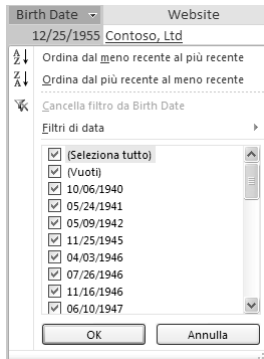 Birth Date Website
12/25/1955 Contoso, Ltd
Ordina dal meno recente al più recente
Ordina dal più recente al meno recente
Cancella filtro da Birth Date
Filtri di data
(Seleziona tutto)
(Vuoti)
10/06/1940
05/24/1941
05/09/1942
11/25/1945
04/03/1946
07/26/1946
11/16/1946
06/10/1947
OK Annulla